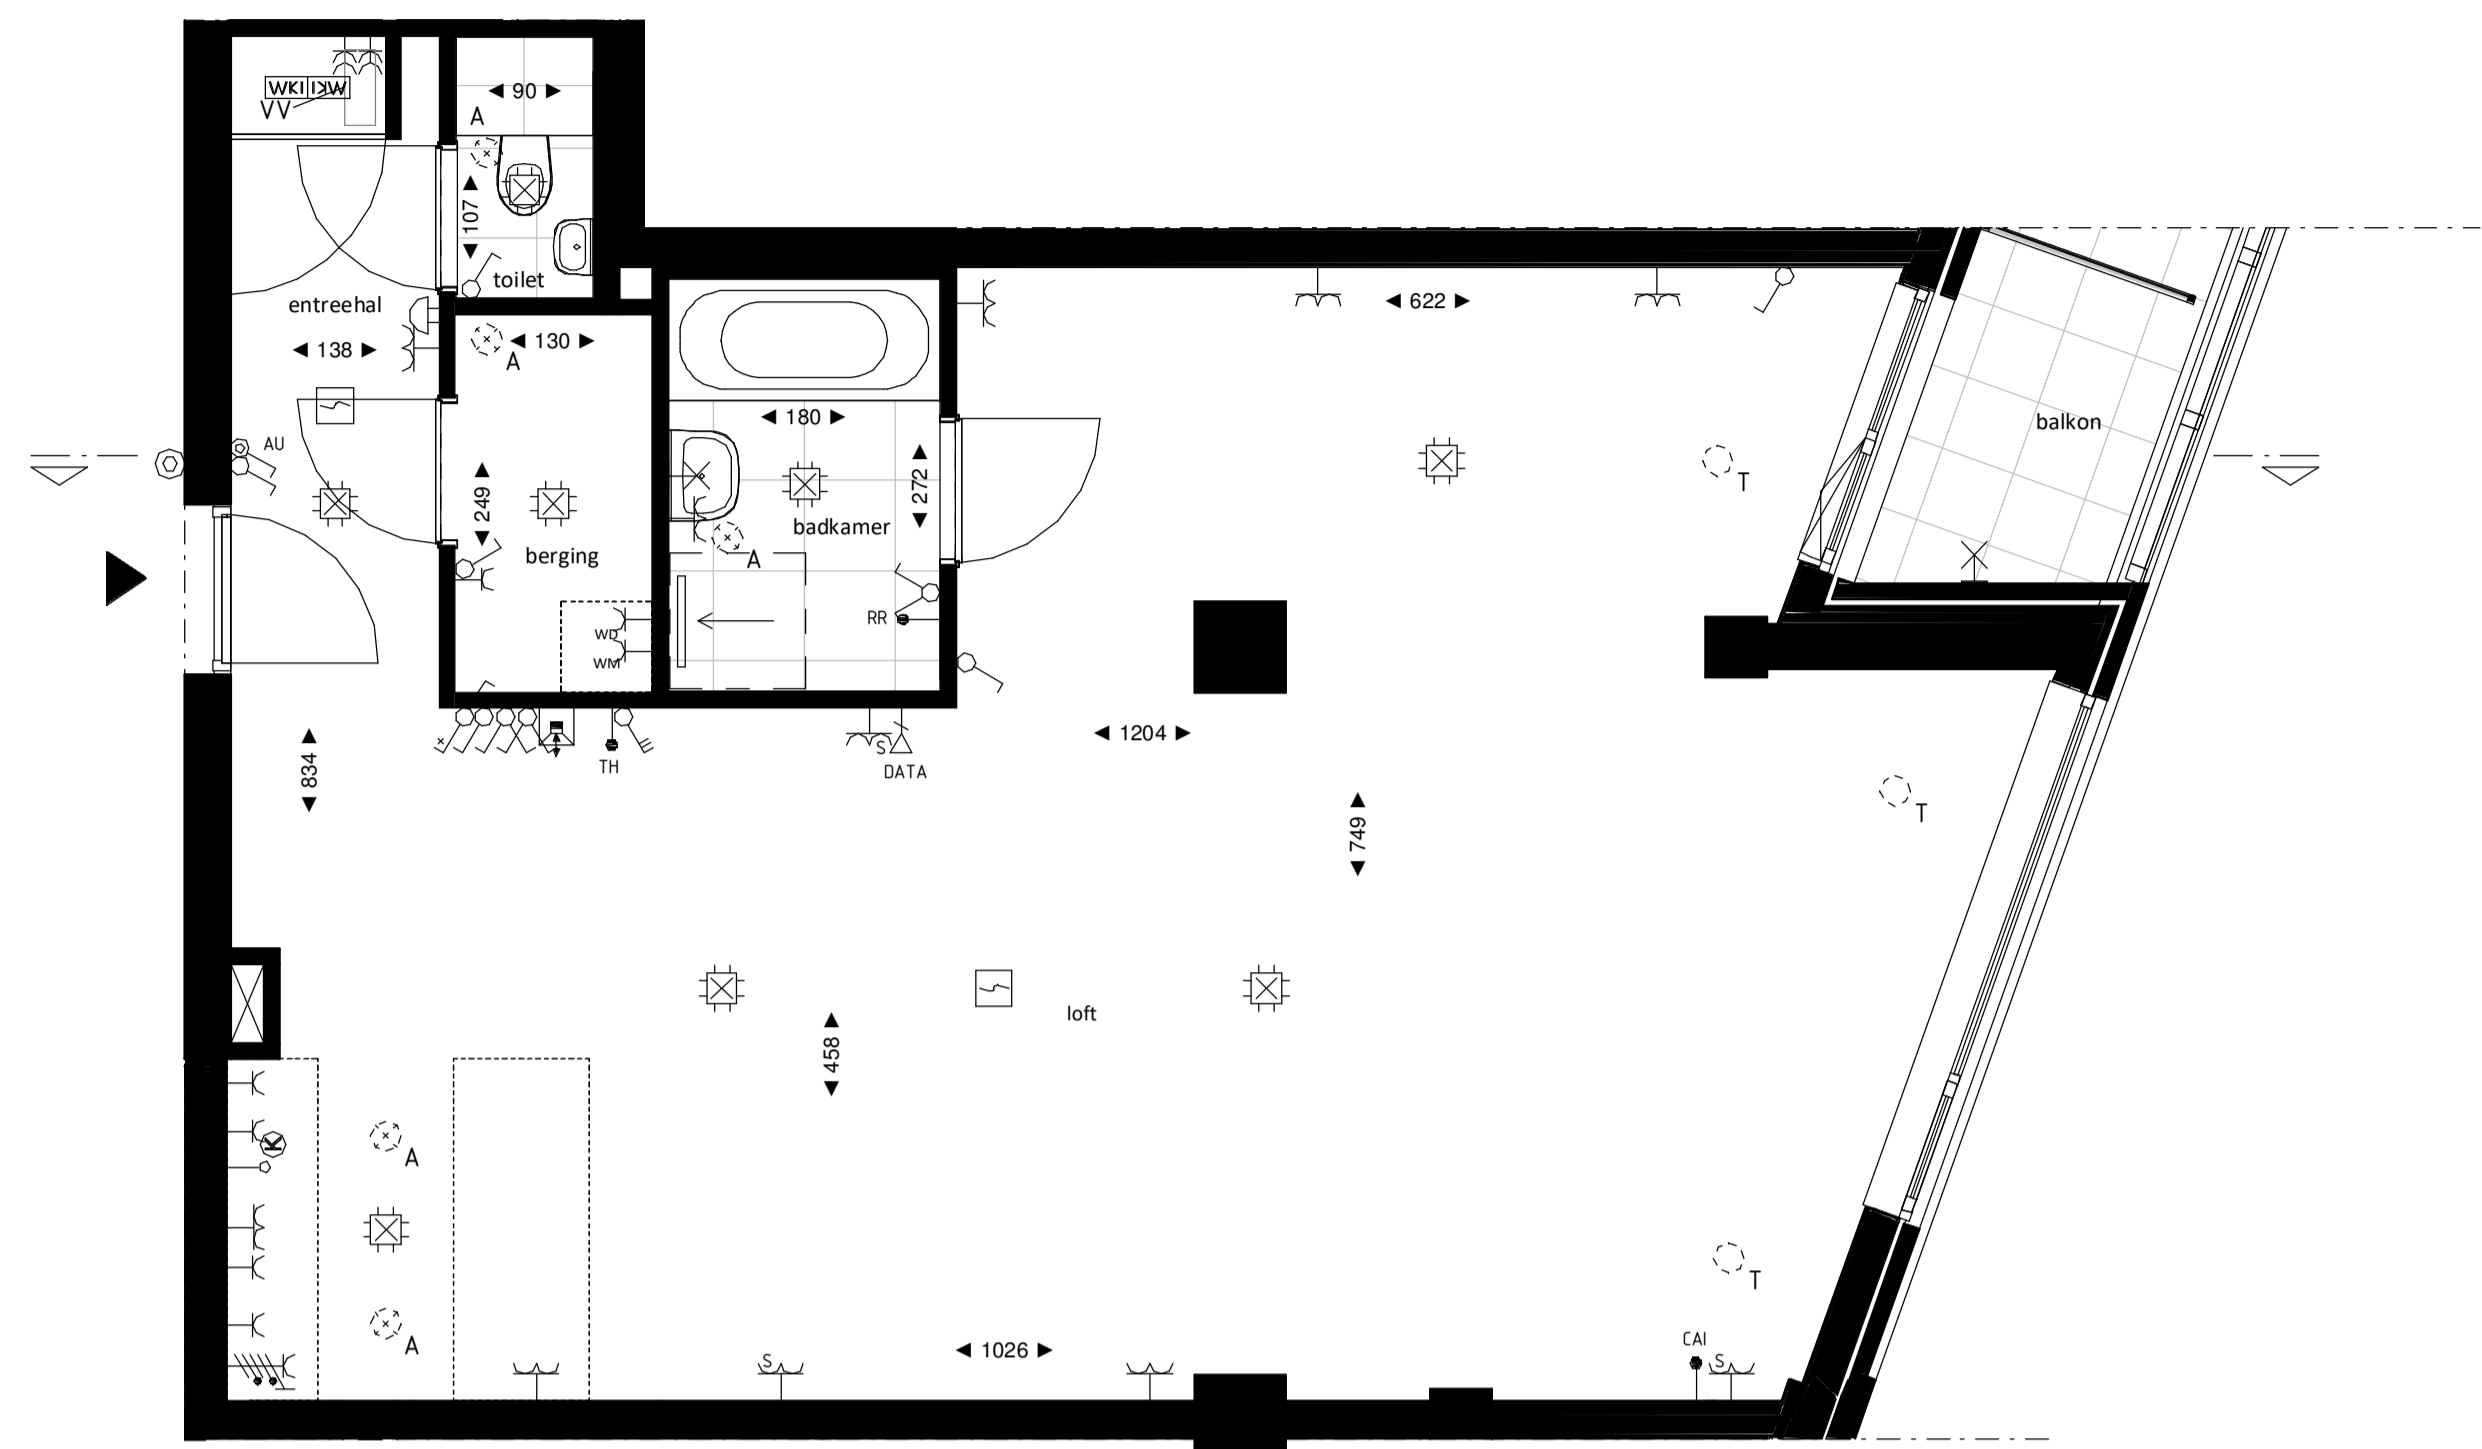 WKI WKI
VV
90
A
107
toilet
entreehal
138
130
A
622
180
AU
249
272
balkon
T
berging
badkamer
A
WD
WM
RR
1204
TH
S
DATA
834
T
749
loft
458
K
A
A
T
1026
S
CAI
S